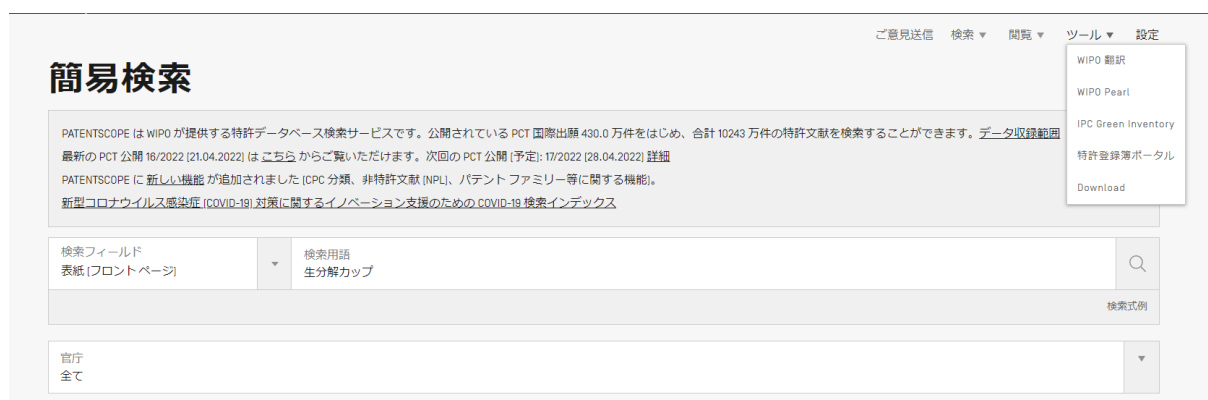 ご意見送信 検索 ▼ 閲覧 ▼ ツール ▼ 設定
簡易検索
WIPO 翻訳
WIPO Pearl
IPC Green Inventory
特許登録簿ポータル
Download
PATENTSCOPE は WIPO が提供する特許データベース検索サービスです。公開されている PCT 国際出願 430.0 万件をはじめ、合計 10243 万件の特許文献を検索することができます。データ収録範囲
最新の PCT 公開 16/2022 [21.04.2022] は こちら からご覧いただけます。次回の PCT 公開 [予定]: 17/2022 [28.04.2022] 詳細
PATENTSCOPE に 新しい機能 が追加されました [CPC 分類、非特許文献 [NPL]、パテント ファミリー等に関する機能]。
新型コロナウイルス感染症 [COVID-19] 対策に関するイノベーション支援のための COVID-19 検索インデックス
検索フィールド
表紙 [フロント ページ]
検索用語
生分解カップ
検索式例
官庁
全て